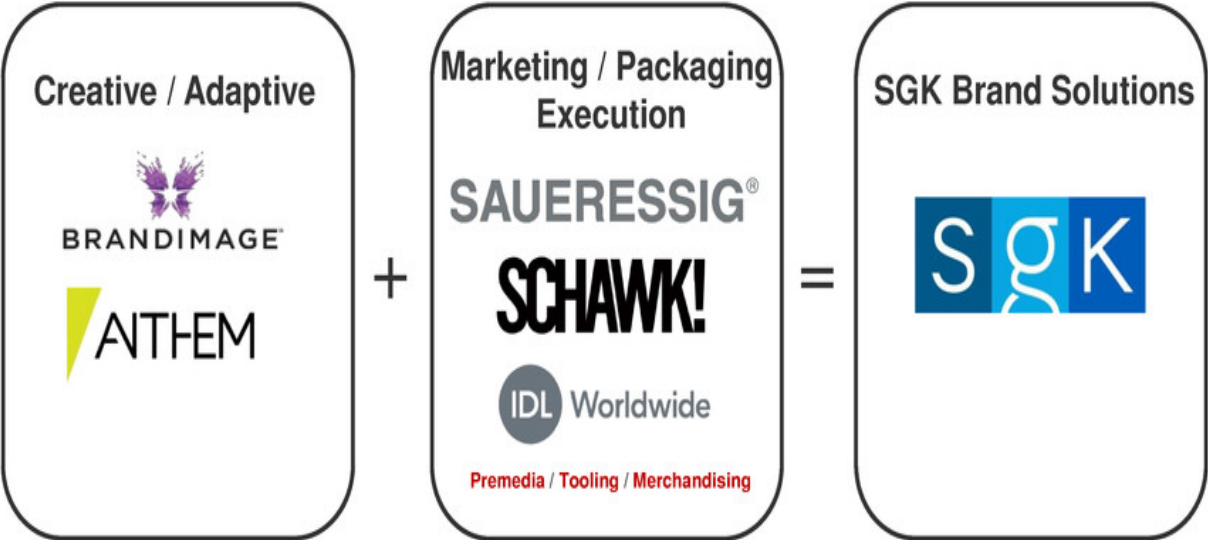 Creative / Adaptive
BRANDIMAGE
ANTHEM
+
Marketing / Packaging
Execution
SAUERESSIG®
SCHAWK!
IDL Worldwide
Premedia / Tooling / Merchandising
=
SGK Brand Solutions
SgK